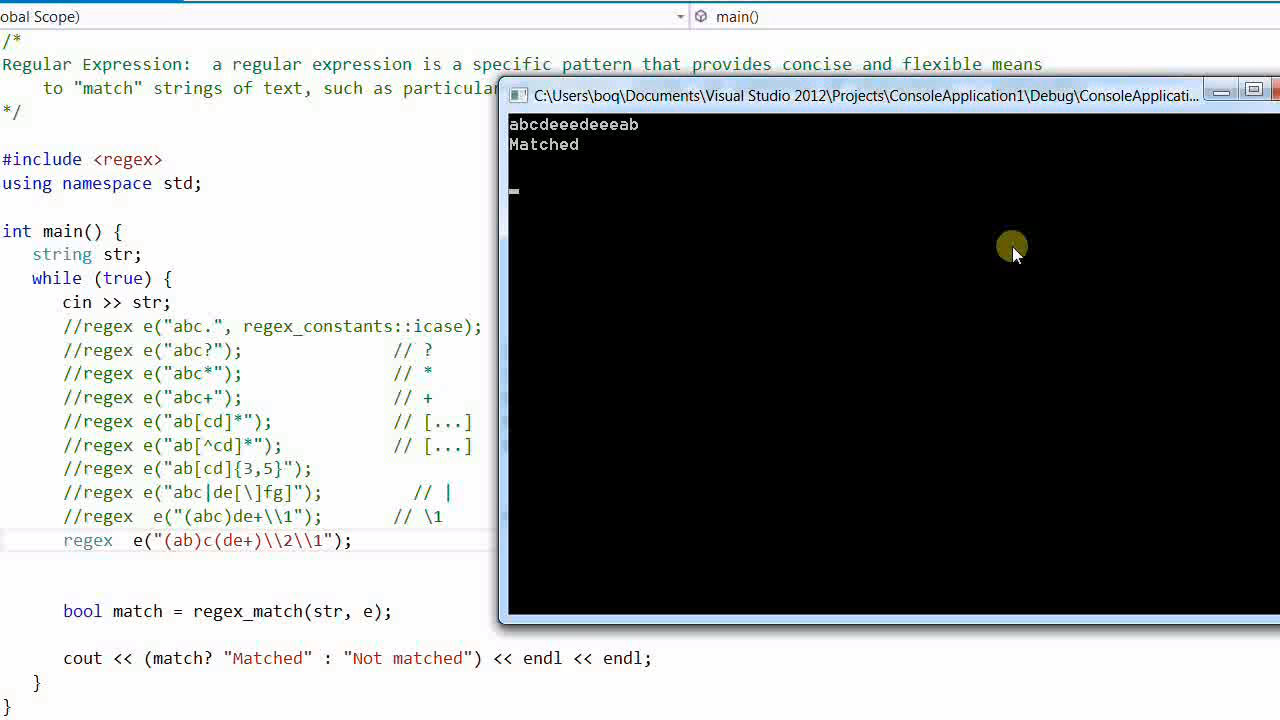 obal Scope)
main()
/*
Regular Expression:  a regular expression is a specific pattern that provides concise and flexible means
to "match" strings of text, such as particular
*/
#include <regex>
using namespace std;
int main() {
string str;
while (true) {
cin >> str;
//regex e("abc.", regex_constants::icase);
//regex e("abc?");               // ?
//regex e("abc*");               // *
//regex e("abc+");               // +
//regex e("ab[cd]*");            // [...]
//regex e("ab[^cd]*");           // [...]
//regex e("ab[cd]{3,5}");
//regex e("abc|de[\]fg]");         // |
//regex  e("(abc)de+\\1");       // \1
regex  e("(ab)c(de+)\\2\\1");
bool match = regex_match(str, e);
cout << (match? "Matched" : "Not matched") << endl << endl;
}
}
C:\Users\boq\Documents\Visual Studio 2012\Projects\ConsoleApplication1\Debug\ConsoleApplicati...
abcdeeedeeeab
Matched